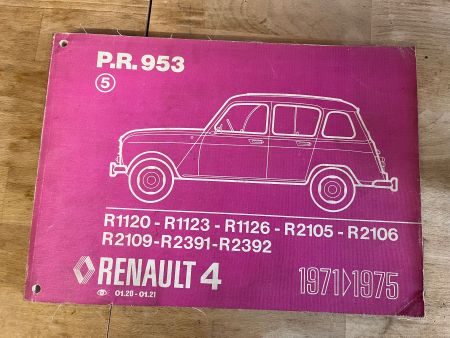 P.R. 953
5
R1120 - R1123 - R1126 - R2105 - R2106
R2109-R2391-R2392
RENAULT 4
1971▷1975
01.20 - 01.21